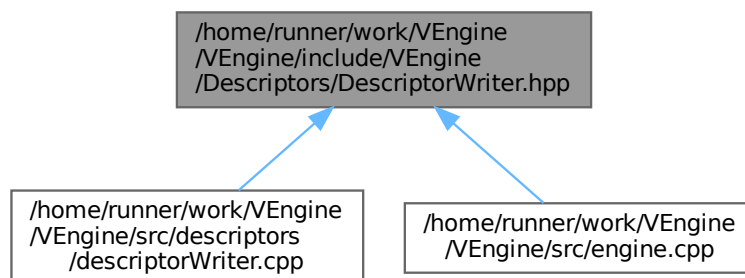 /home/runner/work/VEngine
/VEngine/include/VEngine
/Descriptors/DescriptorWriter.hpp
/home/runner/work/VEngine
/VEngine/src/descriptors
/descriptorWriter.cpp
/home/runner/work/VEngine
/VEngine/src/engine.cpp